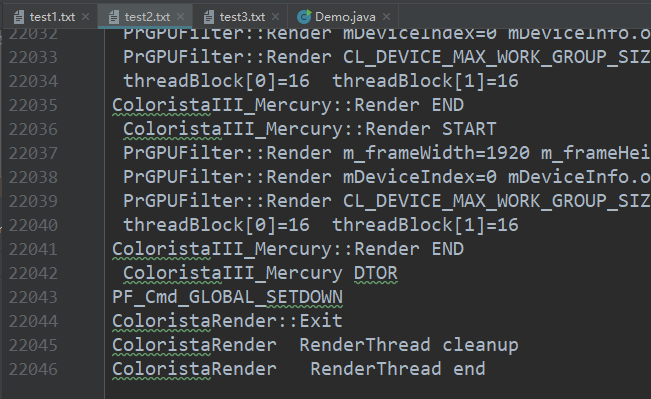 test1.txt test2.txt test3.txt Demo.java
22032 PrGPUFilter::Render mDeviceIndex=0 mDeviceInfo.o
22033 PrGPUFilter::Render CL_DEVICE_MAX_WORK_GROUP_SIZ
22034 threadBlock[0]=16 threadBlock[1]=16
22035 ColoristaIII_Mercury::Render END
22036 ColoristaIII_Mercury::Render START
22037 PrGPUFilter::Render m_frameWidth=1920 m_frameHei
22038 PrGPUFilter::Render mDeviceIndex=0 mDeviceInfo.o
22039 PrGPUFilter::Render CL_DEVICE_MAX_WORK_GROUP_SIZ
22040 threadBlock[0]=16 threadBlock[1]=16
22041 ColoristaIII_Mercury::Render END
22042 ColoristaIII_Mercury DTOR
22043 PF_Cmd_GLOBAL_SETDOWN
22044 ColoristaRender::Exit
22045 ColoristaRender RenderThread cleanup
22046 ColoristaRender RenderThread end